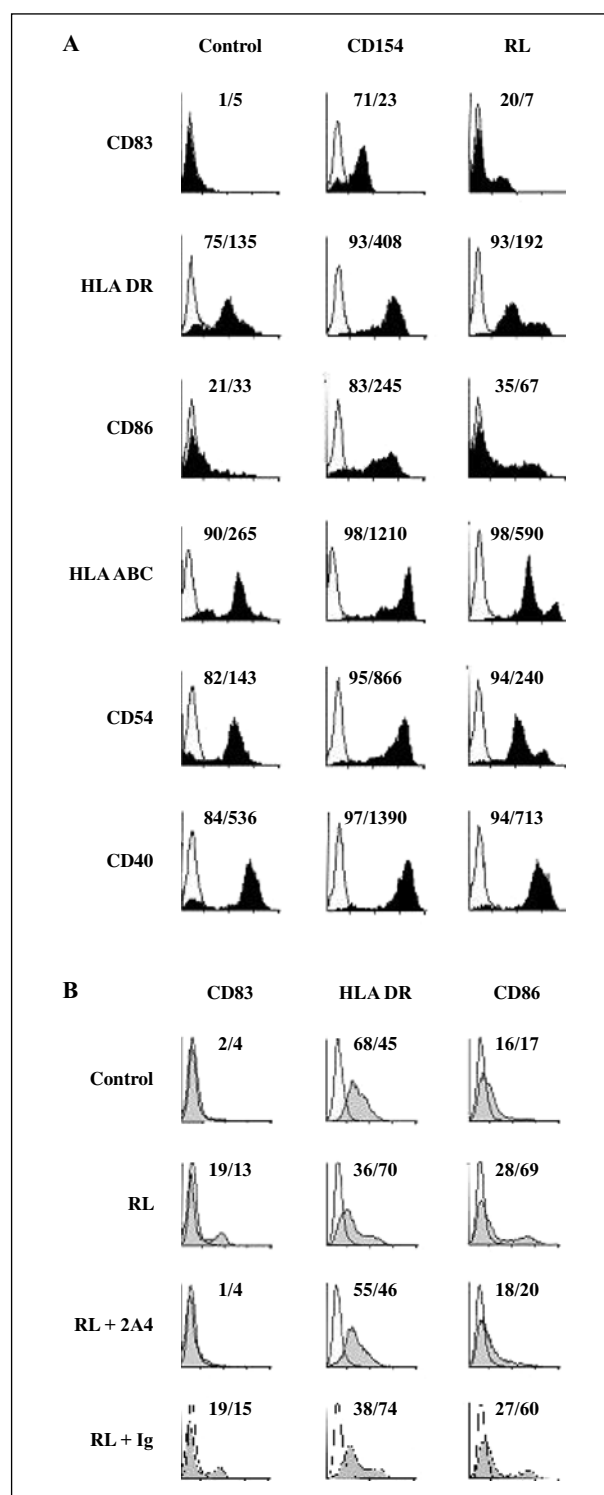 A
Control CD154 RL
CD83 1/5 71/23 20/7
HLA DR 75/135 93/408 93/192
CD86 21/33 83/245 35/67
HLA ABC 90/265 98/1210 98/590
CD54 82/143 95/866 94/240
CD40 84/536 97/1390 94/713
B
CD83 HLA DR CD86
Control 2/4 68/45 16/17
RL 19/13 36/70 28/69
RL + 2A4 1/4 55/46 18/20
RL + Ig 19/15 38/74 27/60